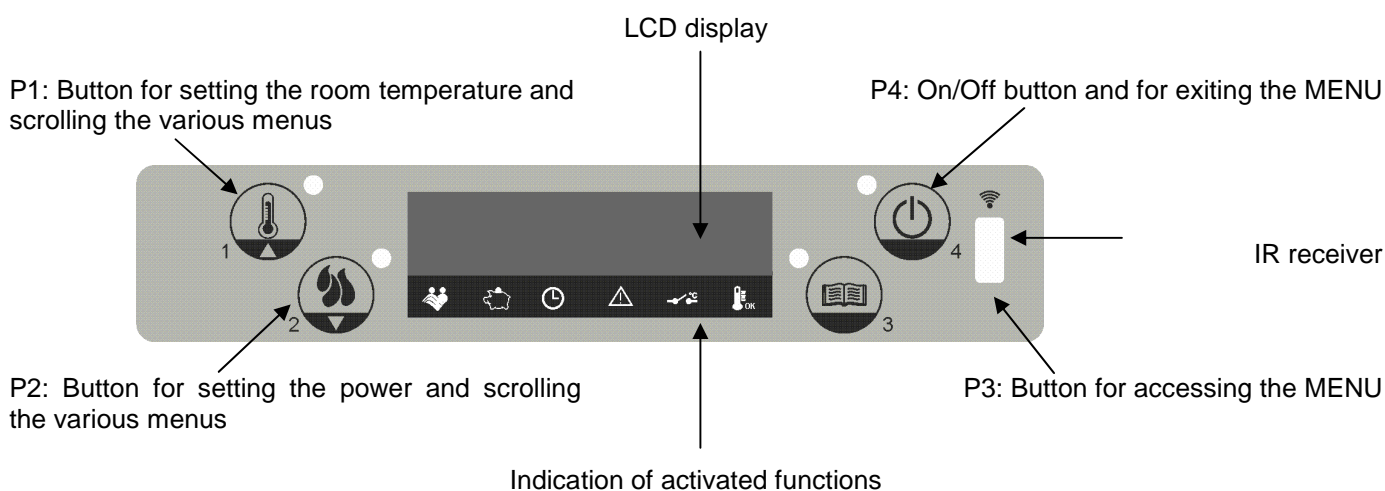 LCD display
P1: Button for setting the room temperature and
scrolling the various menus
P4: On/Off button and for exiting the MENU
1
4
IR receiver
°C
OK
2
3
P2: Button for setting the power and scrolling
the various menus
P3: Button for accessing the MENU
Indication of activated functions